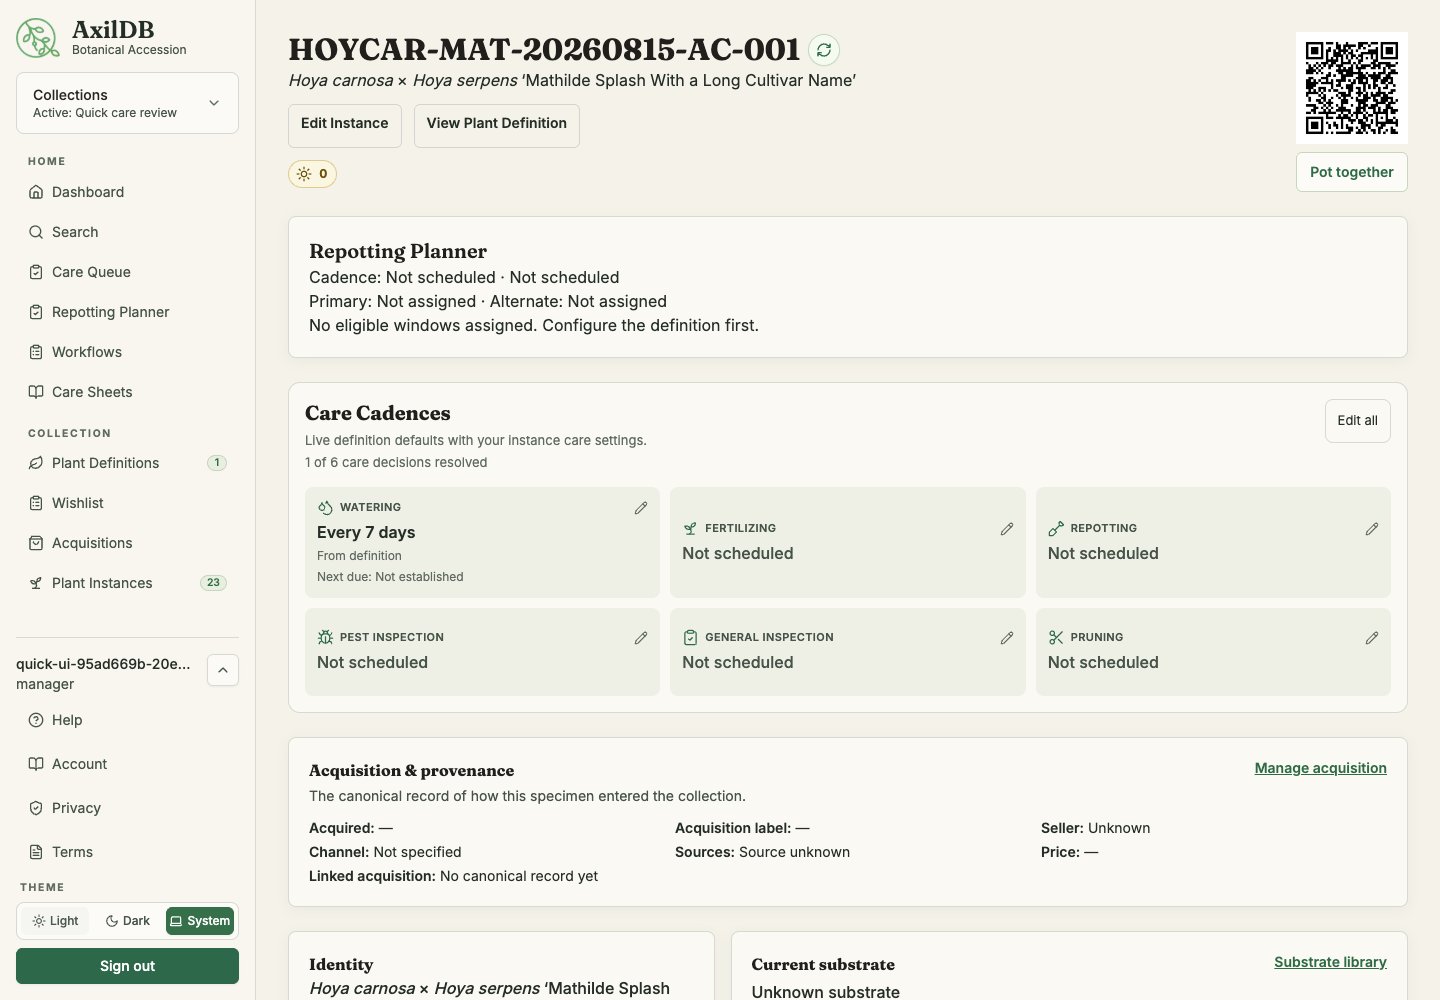 AxilDB
Botanical Accession
Collections
Active: Quick care review
HOME
Dashboard
Search
Care Queue
Repotting Planner
Workflows
Care Sheets
COLLECTION
Plant Definitions 1
Wishlist
Acquisitions
Plant Instances 23
quick-ui-95ad669b-20e...
manager
Help
Account
Privacy
Terms
THEME
Light Dark System
Sign out
HOYCAR-MAT-20260815-AC-001
Hoya carnosa × Hoya serpens ‘Mathilde Splash With a Long Cultivar Name’
Edit Instance View Plant Definition
0
Pot together
Repotting Planner
Cadence: Not scheduled · Not scheduled
Primary: Not assigned · Alternate: Not assigned
No eligible windows assigned. Configure the definition first.
Care Cadences
Edit all
Live definition defaults with your instance care settings.
1 of 6 care decisions resolved
WATERING
Every 7 days
From definition
Next due: Not established
FERTILIZING
Not scheduled
REPOTTING
Not scheduled
PEST INSPECTION
Not scheduled
GENERAL INSPECTION
Not scheduled
PRUNING
Not scheduled
Acquisition & provenance
Manage acquisition
The canonical record of how this specimen entered the collection.
Acquired: — Acquisition label: — Seller: Unknown
Channel: Not specified Sources: Source unknown Price: —
Linked acquisition: No canonical record yet
Identity
Hoya carnosa × Hoya serpens ‘Mathilde Splash
Current substrate
Substrate library
Unknown substrate